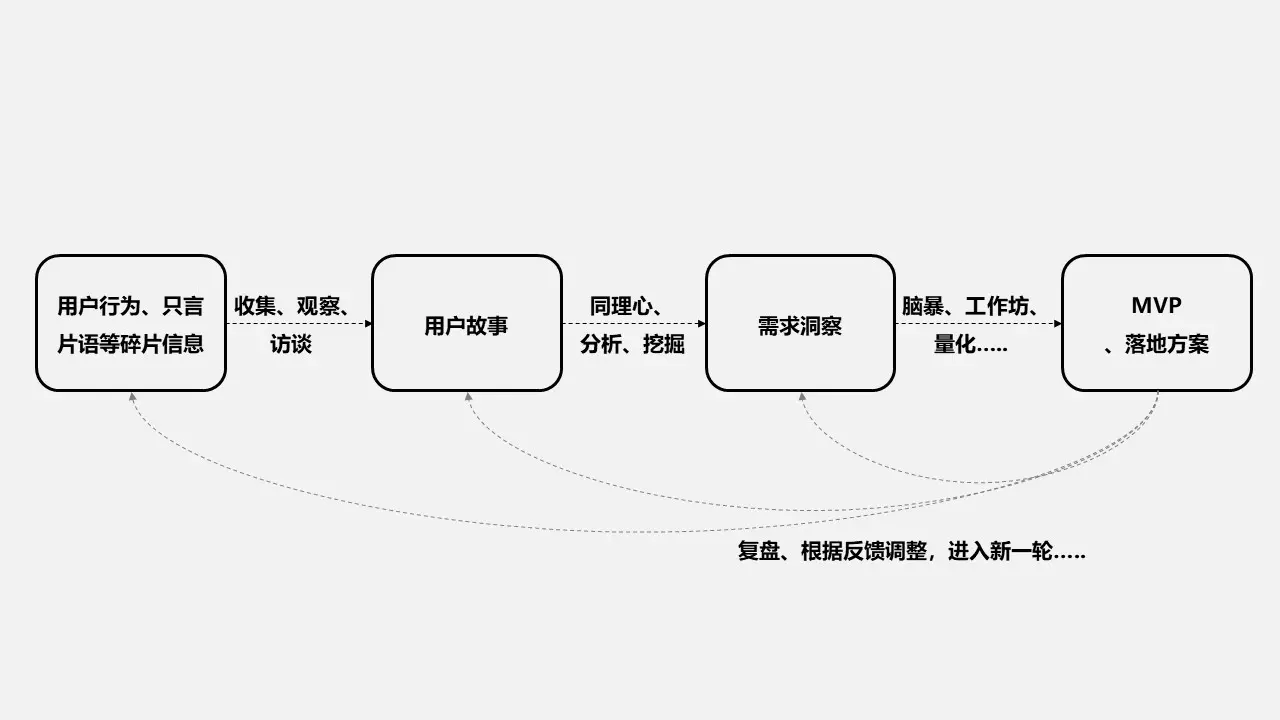 用户行为、只言
片语等碎片信息
收集、观察、
访谈
用户故事
同理心、
分析、挖掘
需求洞察
脑暴、工作坊、
量化.....
MVP
、落地方案
复盘、根据反馈调整，进入新一轮.....